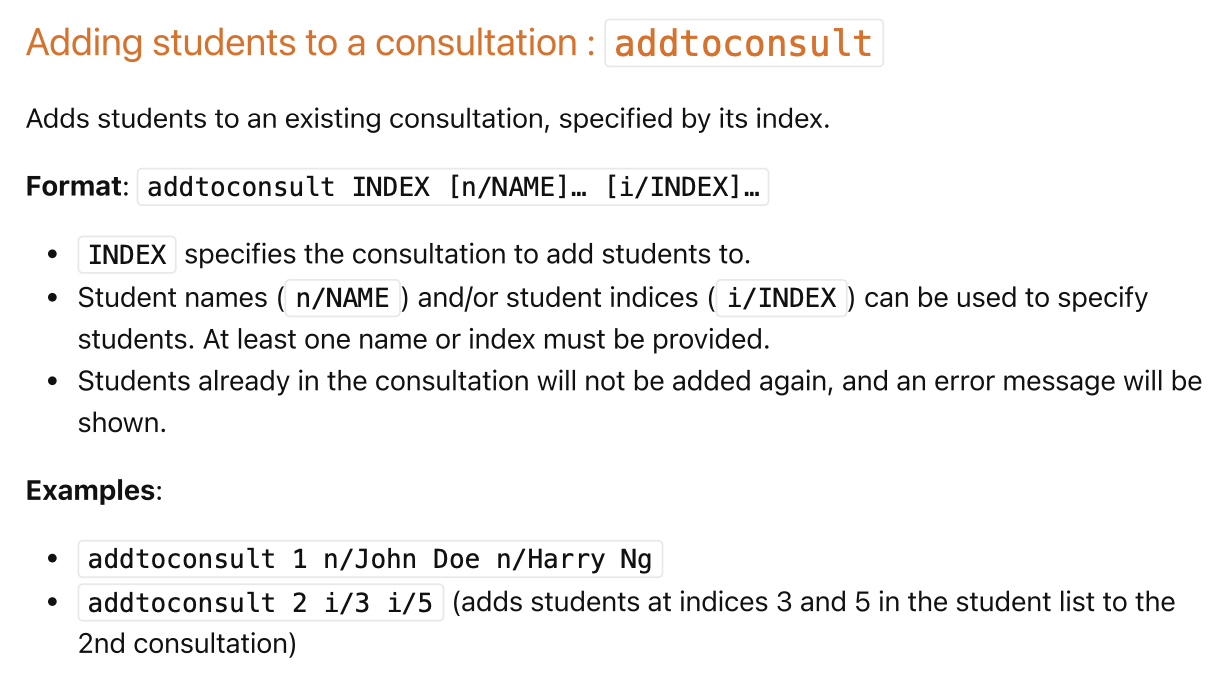 Adding students to a consultation : addtoconsult
Adds students to an existing consultation, specified by its index.
Format: addtoconsult INDEX [n/NAME]… [i/INDEX]…
• INDEX specifies the consultation to add students to.
• Student names (n/NAME) and/or student indices (i/INDEX) can be used to specify
students. At least one name or index must be provided.
• Students already in the consultation will not be added again, and an error message will be
shown.
Examples:
• addtoconsult 1 n/John Doe n/Harry Ng
• addtoconsult 2 i/3 i/5 (adds students at indices 3 and 5 in the student list to the
2nd consultation)